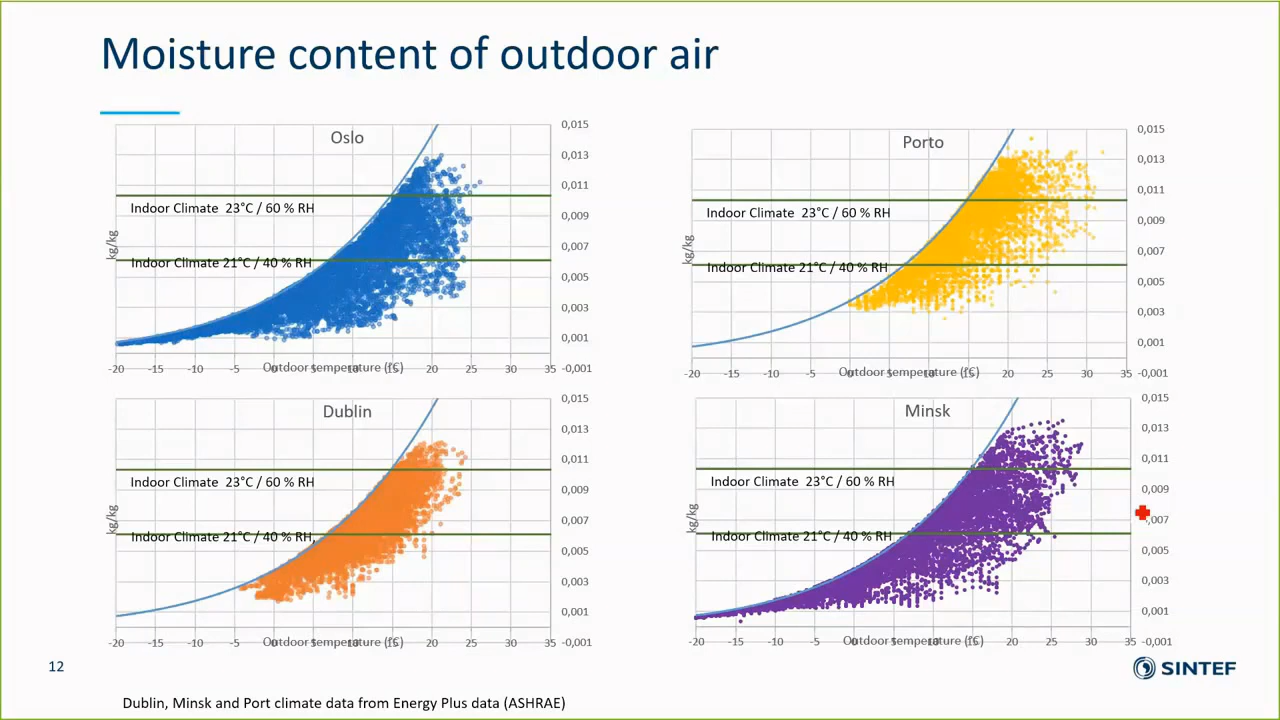 Moisture content of outdoor air
Oslo
0,015
0,013
0,011
0,009
0,007
0,005
0,003
0,001
-0,001
kg/kg
Indoor Climate 23°C / 60 % RH
Indoor Climate 21°C / 40 % RH
-20 -15 -10 -5 0 5 10 15 20 25 30 35
Outdoor temperature (°C)
Porto
0,015
0,013
0,011
0,009
0,007
0,005
0,003
0,001
-0,001
kg/kg
Indoor Climate 23°C / 60 % RH
Indoor Climate 21°C / 40 % RH
-20 -15 -10 -5 0 5 10 15 20 25 30 35
Outdoor temperature (°C)
Dublin
0,015
0,013
0,011
0,009
0,007
0,005
0,003
0,001
-0,001
kg/kg
Indoor Climate 23°C / 60 % RH
Indoor Climate 21°C / 40 % RH,
-20 -15 -10 -5 0 5 10 15 20 25 30 35
Outdoor temperature (°C)
Minsk
0,015
0,013
0,011
0,009
0,007
0,005
0,003
0,001
-0,001
kg/kg
Indoor Climate 23°C / 60 % RH
Indoor Climate 21°C / 40 % RH
-20 -15 -10 -5 0 5 10 15 20 25 30 35
Outdoor temperature (°C)
12
SINTEF
Dublin, Minsk and Port climate data from Energy Plus data (ASHRAE)